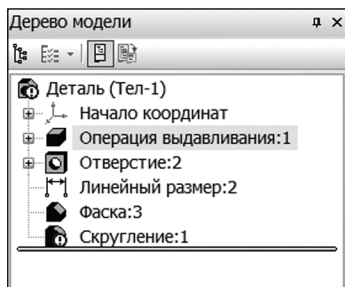 Дерево модели
Деталь (Тел-1)
Начало координат
Операция выдавливания:1
Отверстие:2
Линейный размер:2
Фаска:3
Скругление:1